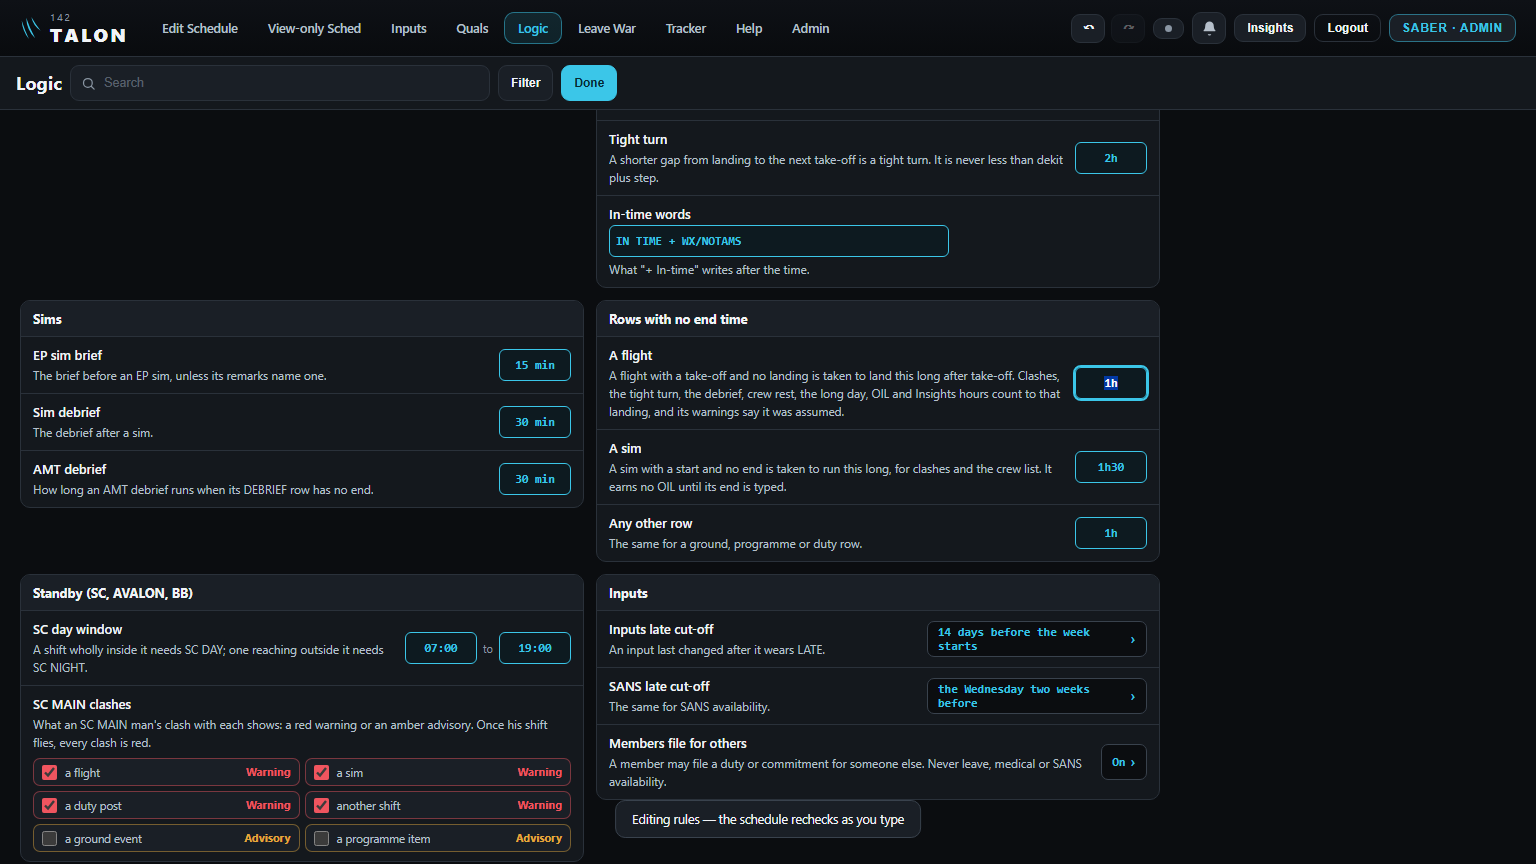 142
TALON
Edit Schedule
View-only Sched
Inputs
Quals
Logic
Leave War
Tracker
Help
Admin
Insights
Logout
SABER · ADMIN
Logic
Search
Filter
Done
Tight turn
A shorter gap from landing to the next take-off is a tight turn. It is never less than dekit
plus step.
2h
In-time words
IN TIME + WX/NOTAMS
What "+ In-time" writes after the time.
Sims
EP sim brief
The brief before an EP sim, unless its remarks name one.
15 min
Sim debrief
The debrief after a sim.
30 min
AMT debrief
How long an AMT debrief runs when its DEBRIEF row has no end.
30 min
Rows with no end time
A flight
A flight with a take-off and no landing is taken to land this long after take-off. Clashes,
the tight turn, the debrief, crew rest, the long day, OIL and Insights hours count to that
landing, and its warnings say it was assumed.
1h
A sim
A sim with a start and no end is taken to run this long, for clashes and the crew list. It
earns no OIL until its end is typed.
1h30
Any other row
The same for a ground, programme or duty row.
1h
Standby (SC, AVALON, BB)
SC day window
A shift wholly inside it needs SC DAY; one reaching outside it needs
SC NIGHT.
07:00 to 19:00
SC MAIN clashes
What an SC MAIN man's clash with each shows: a red warning or an amber advisory. Once his shift
flies, every clash is red.
a flight Warning
a sim Warning
a duty post Warning
another shift Warning
a ground event Advisory
a programme item Advisory
Inputs
Inputs late cut-off
An input last changed after it wears LATE.
14 days before the week
starts ›
SANS late cut-off
The same for SANS availability.
the Wednesday two weeks
before ›
Members file for others
A member may file a duty or commitment for someone else. Never leave, medical or SANS
availability.
On ›
Editing rules — the schedule rechecks as you type